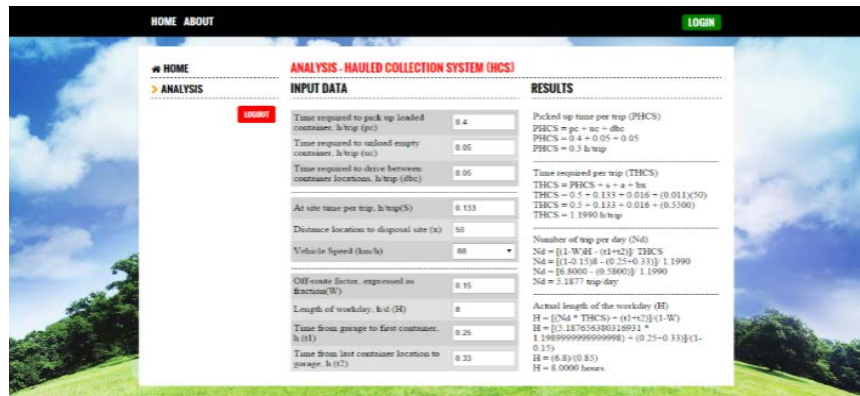 HOME ABOUT
LOGIN
HOME
ANALYSIS
LOGOUT
ANALYSIS - HAULED COLLECTION SYSTEM (HCS)
INPUT DATA
Time required to pick up loaded
container, h/trip (pc)
0.4
Time required to unload empty
container, h/trip (uc)
0.05
Time required to drive between
container locations, h/trip (dbc)
0.05
At site time per trip, h/trip(S)
0.133
Distance location to disposal site (x)
50
Vehicle Speed (km/h)
88
Off-route factor, expressed as
fraction(W)
0.15
Length of workday, h/d (H)
8
Time from garage to first container,
h (t1)
0.25
Time from last container location to
garage, h (t2)
0.33
RESULTS
Picked up time per trip (PHCS)
PHCS = pc + uc + dbc
PHCS = 0.4 + 0.05 + 0.05
PHCS = 0.5 h/trip
Time required per trip (THCS)
THCS = PHCS + s + a + bx
THCS = 0.5 + 0.133 + 0.016 + (0.011)(50)
THCS = 0.5 + 0.133 + 0.016 + (0.5500)
THCS = 1.1990 h/trip
Number of trip per day (Nd)
Nd = [(1-W)H - (t1+t2)]/ THCS
Nd = [(1-0.15)8 - (0.25+0.33)]/ 1.1990
Nd = [6.8000 - (0.5800)]/ 1.1990
Nd = 5.1877 trip/day
Actual length of the workday (H)
H = [(Nd * THCS) + (t1+t2)]/(1-W)
H = [(5.187656380316931 *
1.1989999999999998) + (0.25+0.33)]/(1-
0.15)
H = (6.8)/(0.85)
H = 8.0000 hours